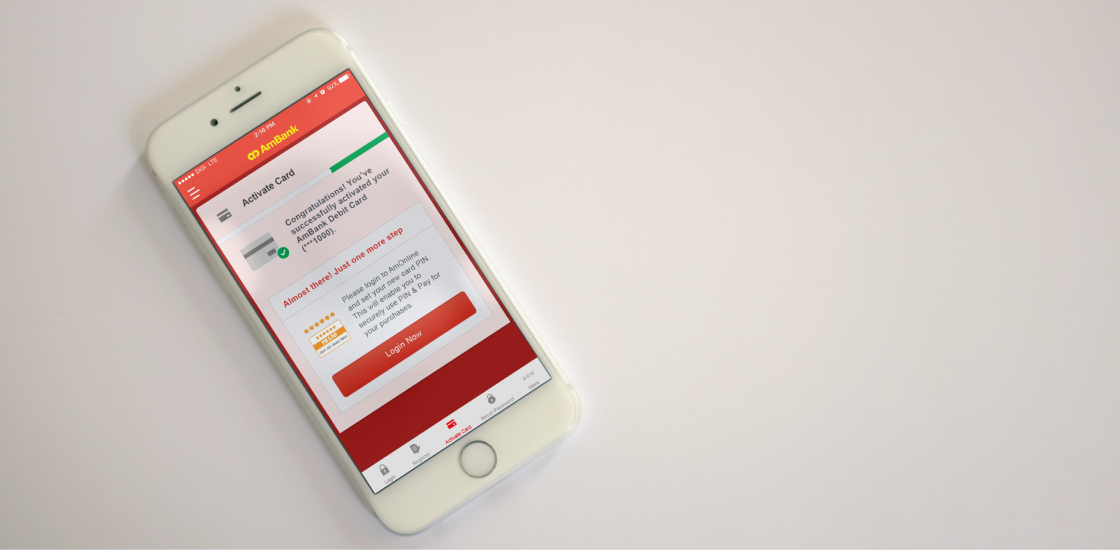 DiGi LTE
2:16 PM
92%
AmBank
Activate Card
Congratulations! You've
successfully activated your
AmBank Debit Card
(***1000).
Almost there! Just one more step
Please login to AmOnline
and set your new card PIN
This will enable you to
securely use PIN & Pay for
your purchases.
Login Now
Login
Register
Activate Card
Reset Password
More